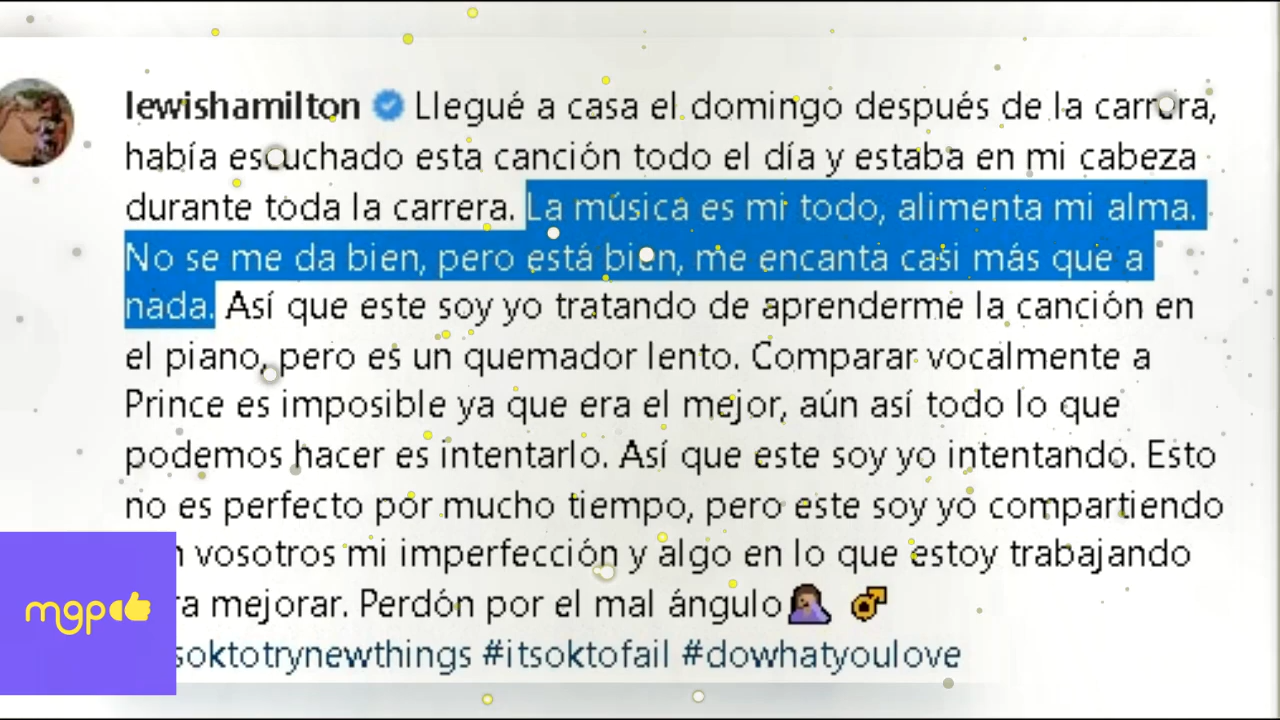 lewishamilton Llegué a casa el domingo después de la carrera,
había escuchado esta canción todo el día y estaba en mi cabeza
durante toda la carrera. La música es mi todo, alimenta mi alma.
No se me da bien, pero está bien, me encanta casi más que a
nada. Así que este soy yo tratando de aprenderme la canción en
el piano, pero es un quemador lento. Comparar vocalmente a
Prince es imposible ya que era el mejor, aún así todo lo que
podemos hacer es intentarlo. Así que este soy yo intentando. Esto
no es perfecto por mucho tiempo, pero este soy yo compartiendo
vosotros mi imperfección y algo en lo que estoy trabajando
mejorar. Perdón por el mal ángulo
soktotrynewthings #itsoktofail #dowhatyoulove
mgp